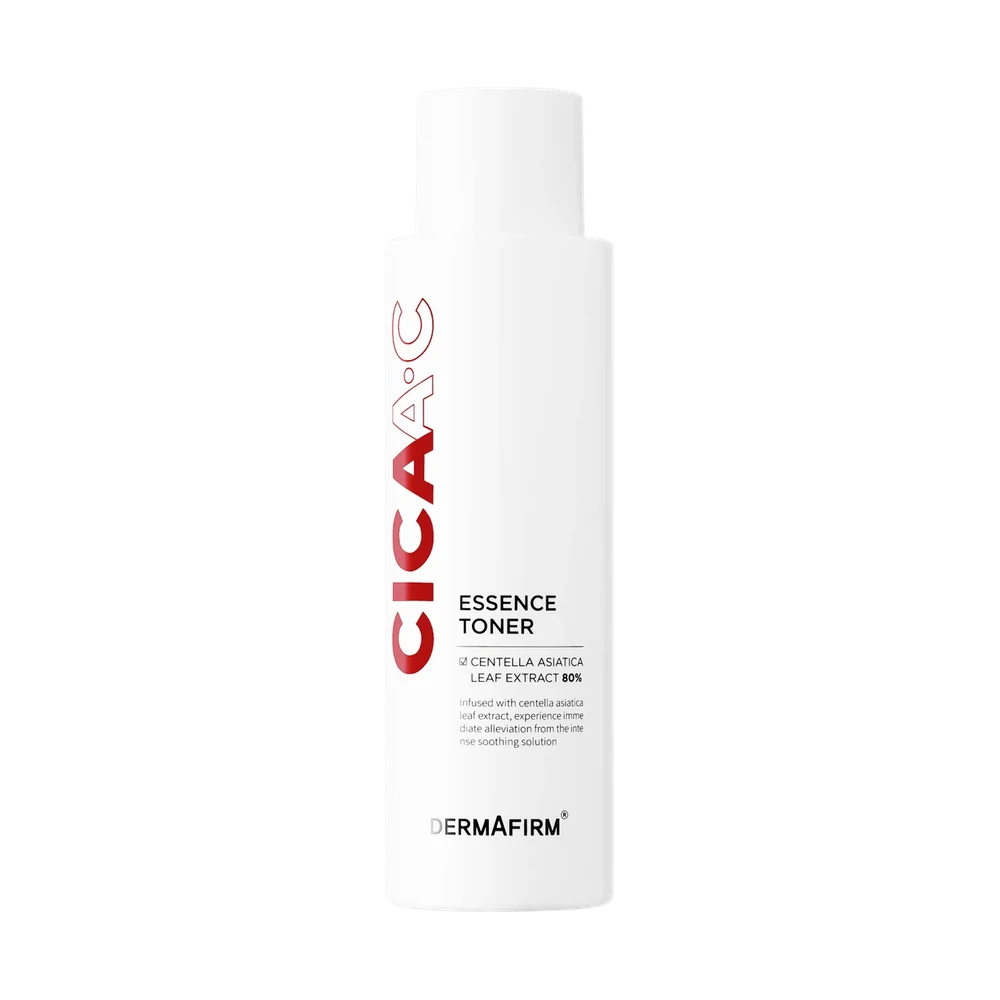 CICAA·C
ESSENCE
TONER
☑ CENTELLA ASIATICA
LEAF EXTRACT 80%
Infused with centella asiatica
leaf extract, experience imme
diate alleviation from the inte
nse soothing solution
DERMAFIRM®